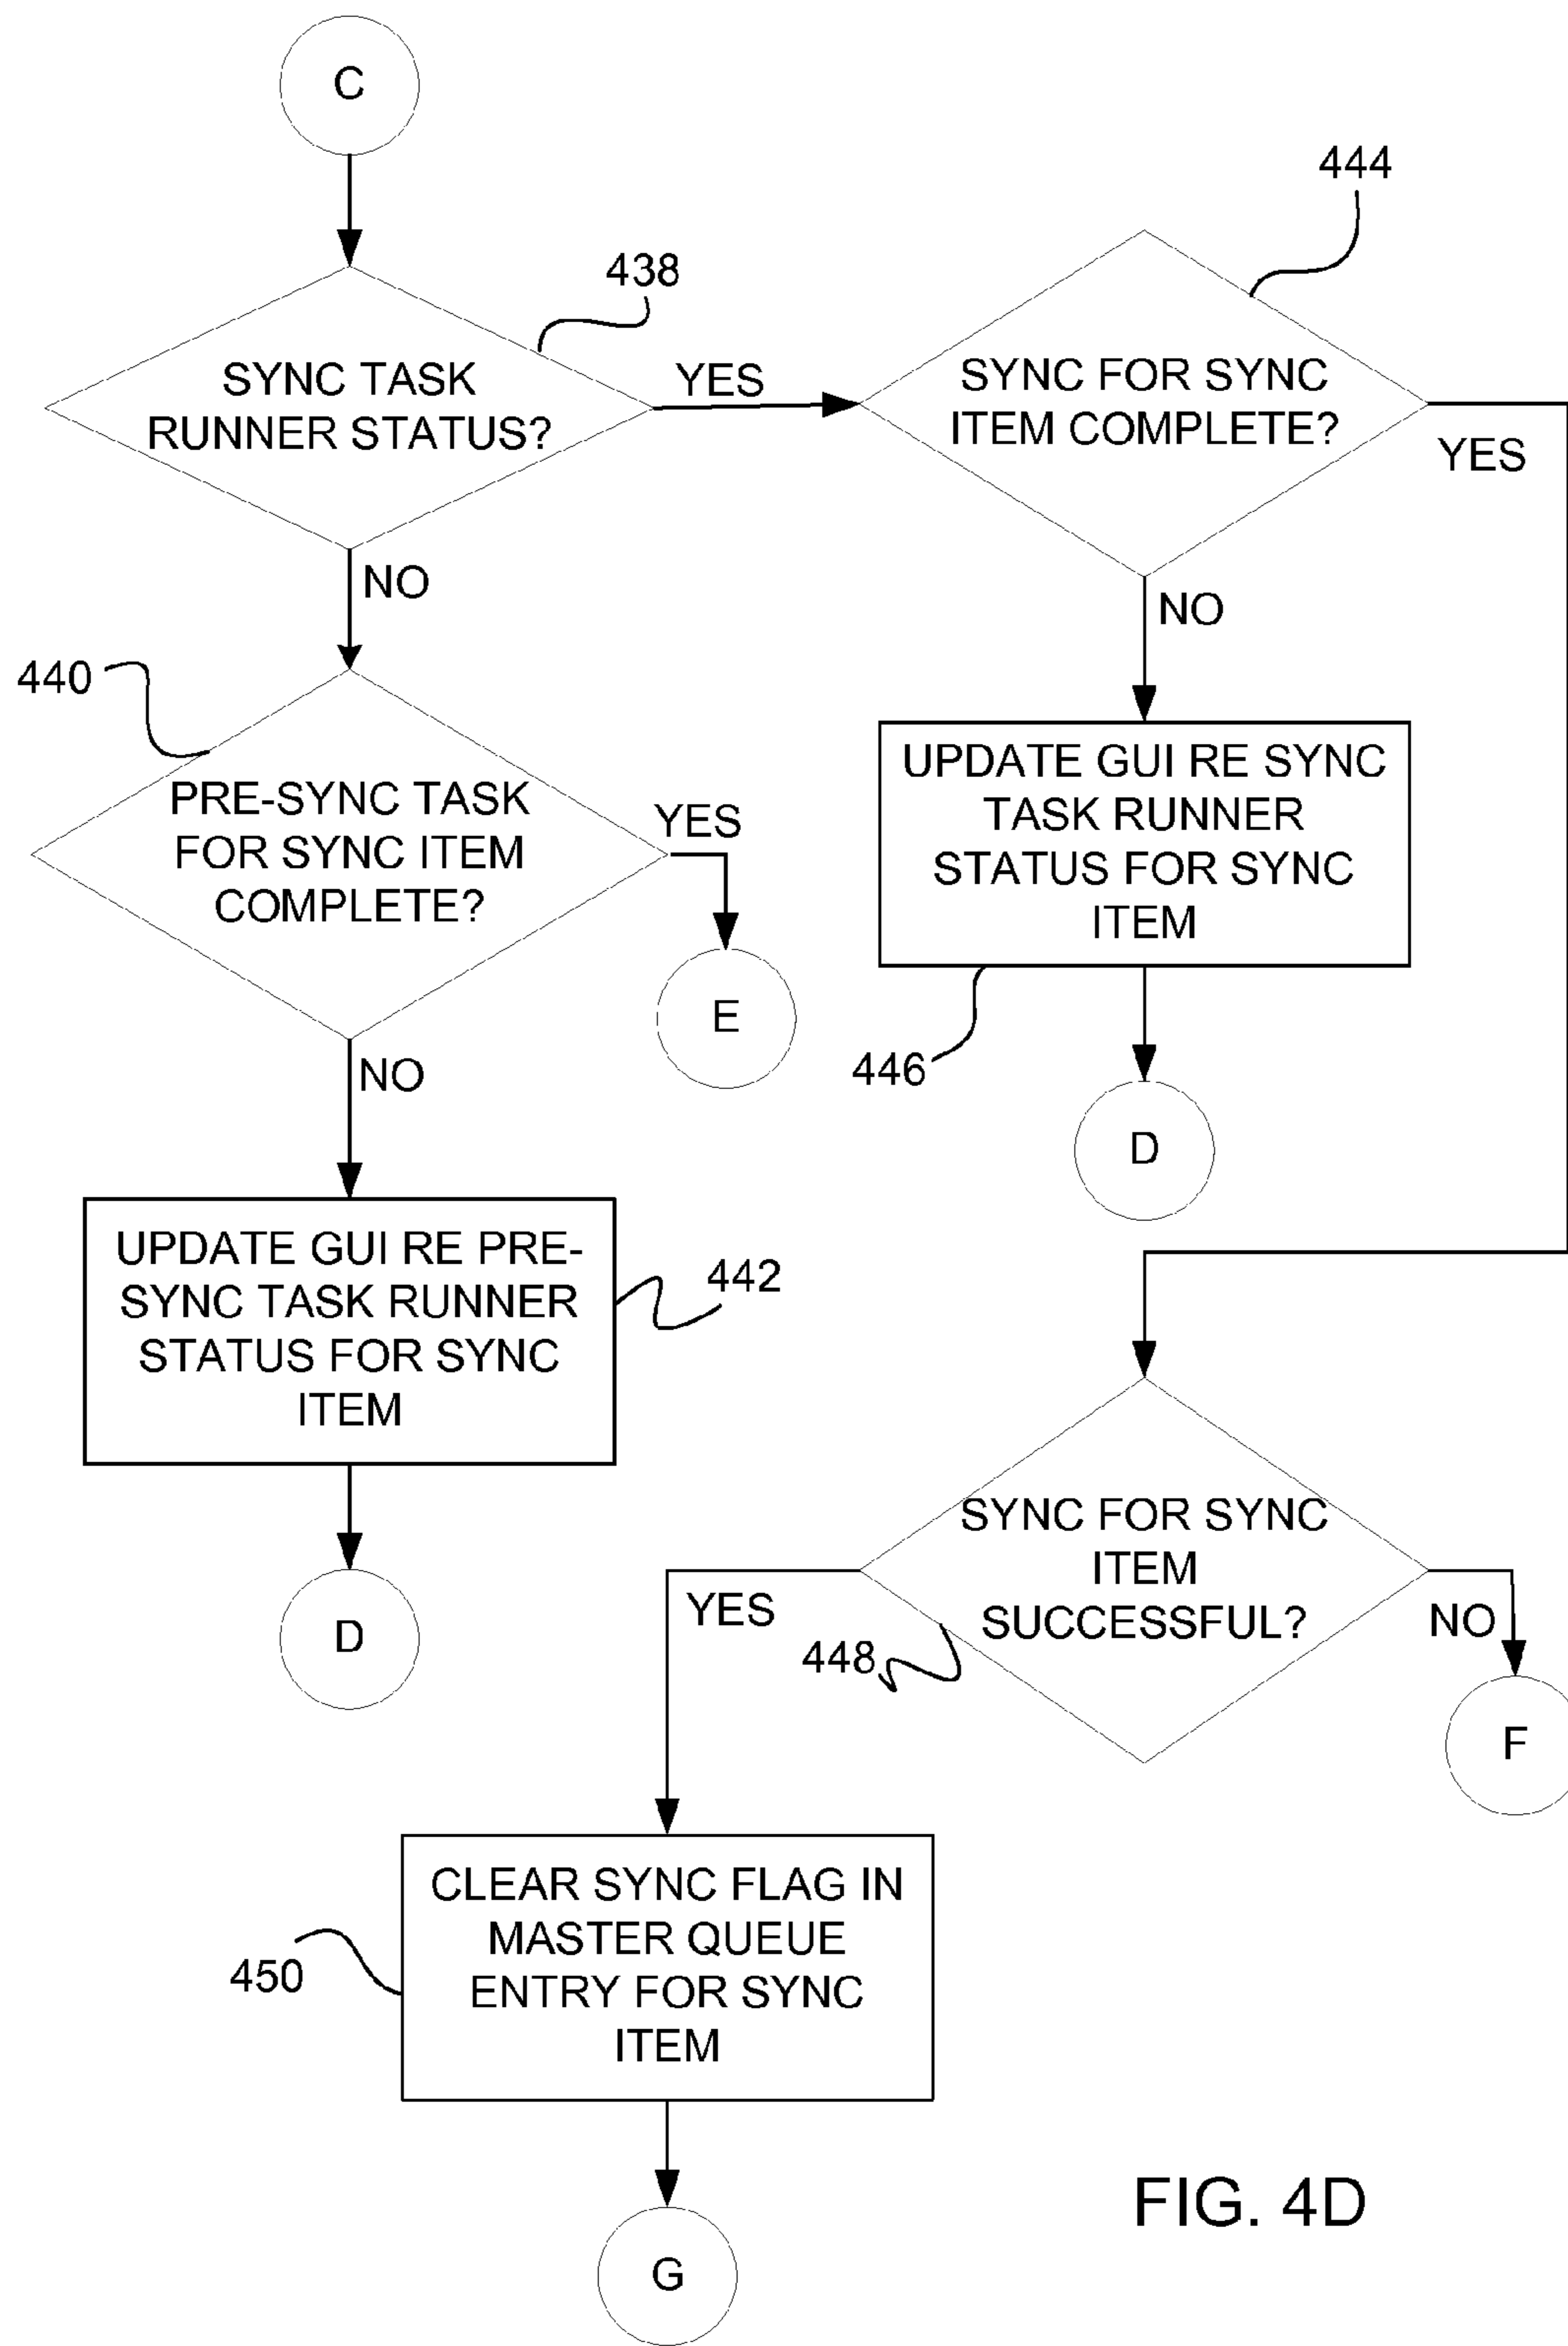 C
438
SYNC TASK
RUNNER STATUS?
YES
NO
444
SYNC FOR SYNC
ITEM COMPLETE?
YES
NO
440
PRE-SYNC TASK
FOR SYNC ITEM
COMPLETE?
YES
E
NO
UPDATE GUI RE SYNC
TASK RUNNER
STATUS FOR SYNC
ITEM
446
D
UPDATE GUI RE PRE-
SYNC TASK RUNNER
STATUS FOR SYNC
ITEM
442
D
SYNC FOR SYNC
ITEM
SUCCESSFUL?
448
YES
NO
F
CLEAR SYNC FLAG IN
MASTER QUEUE
ENTRY FOR SYNC
ITEM
450
G
FIG. 4D